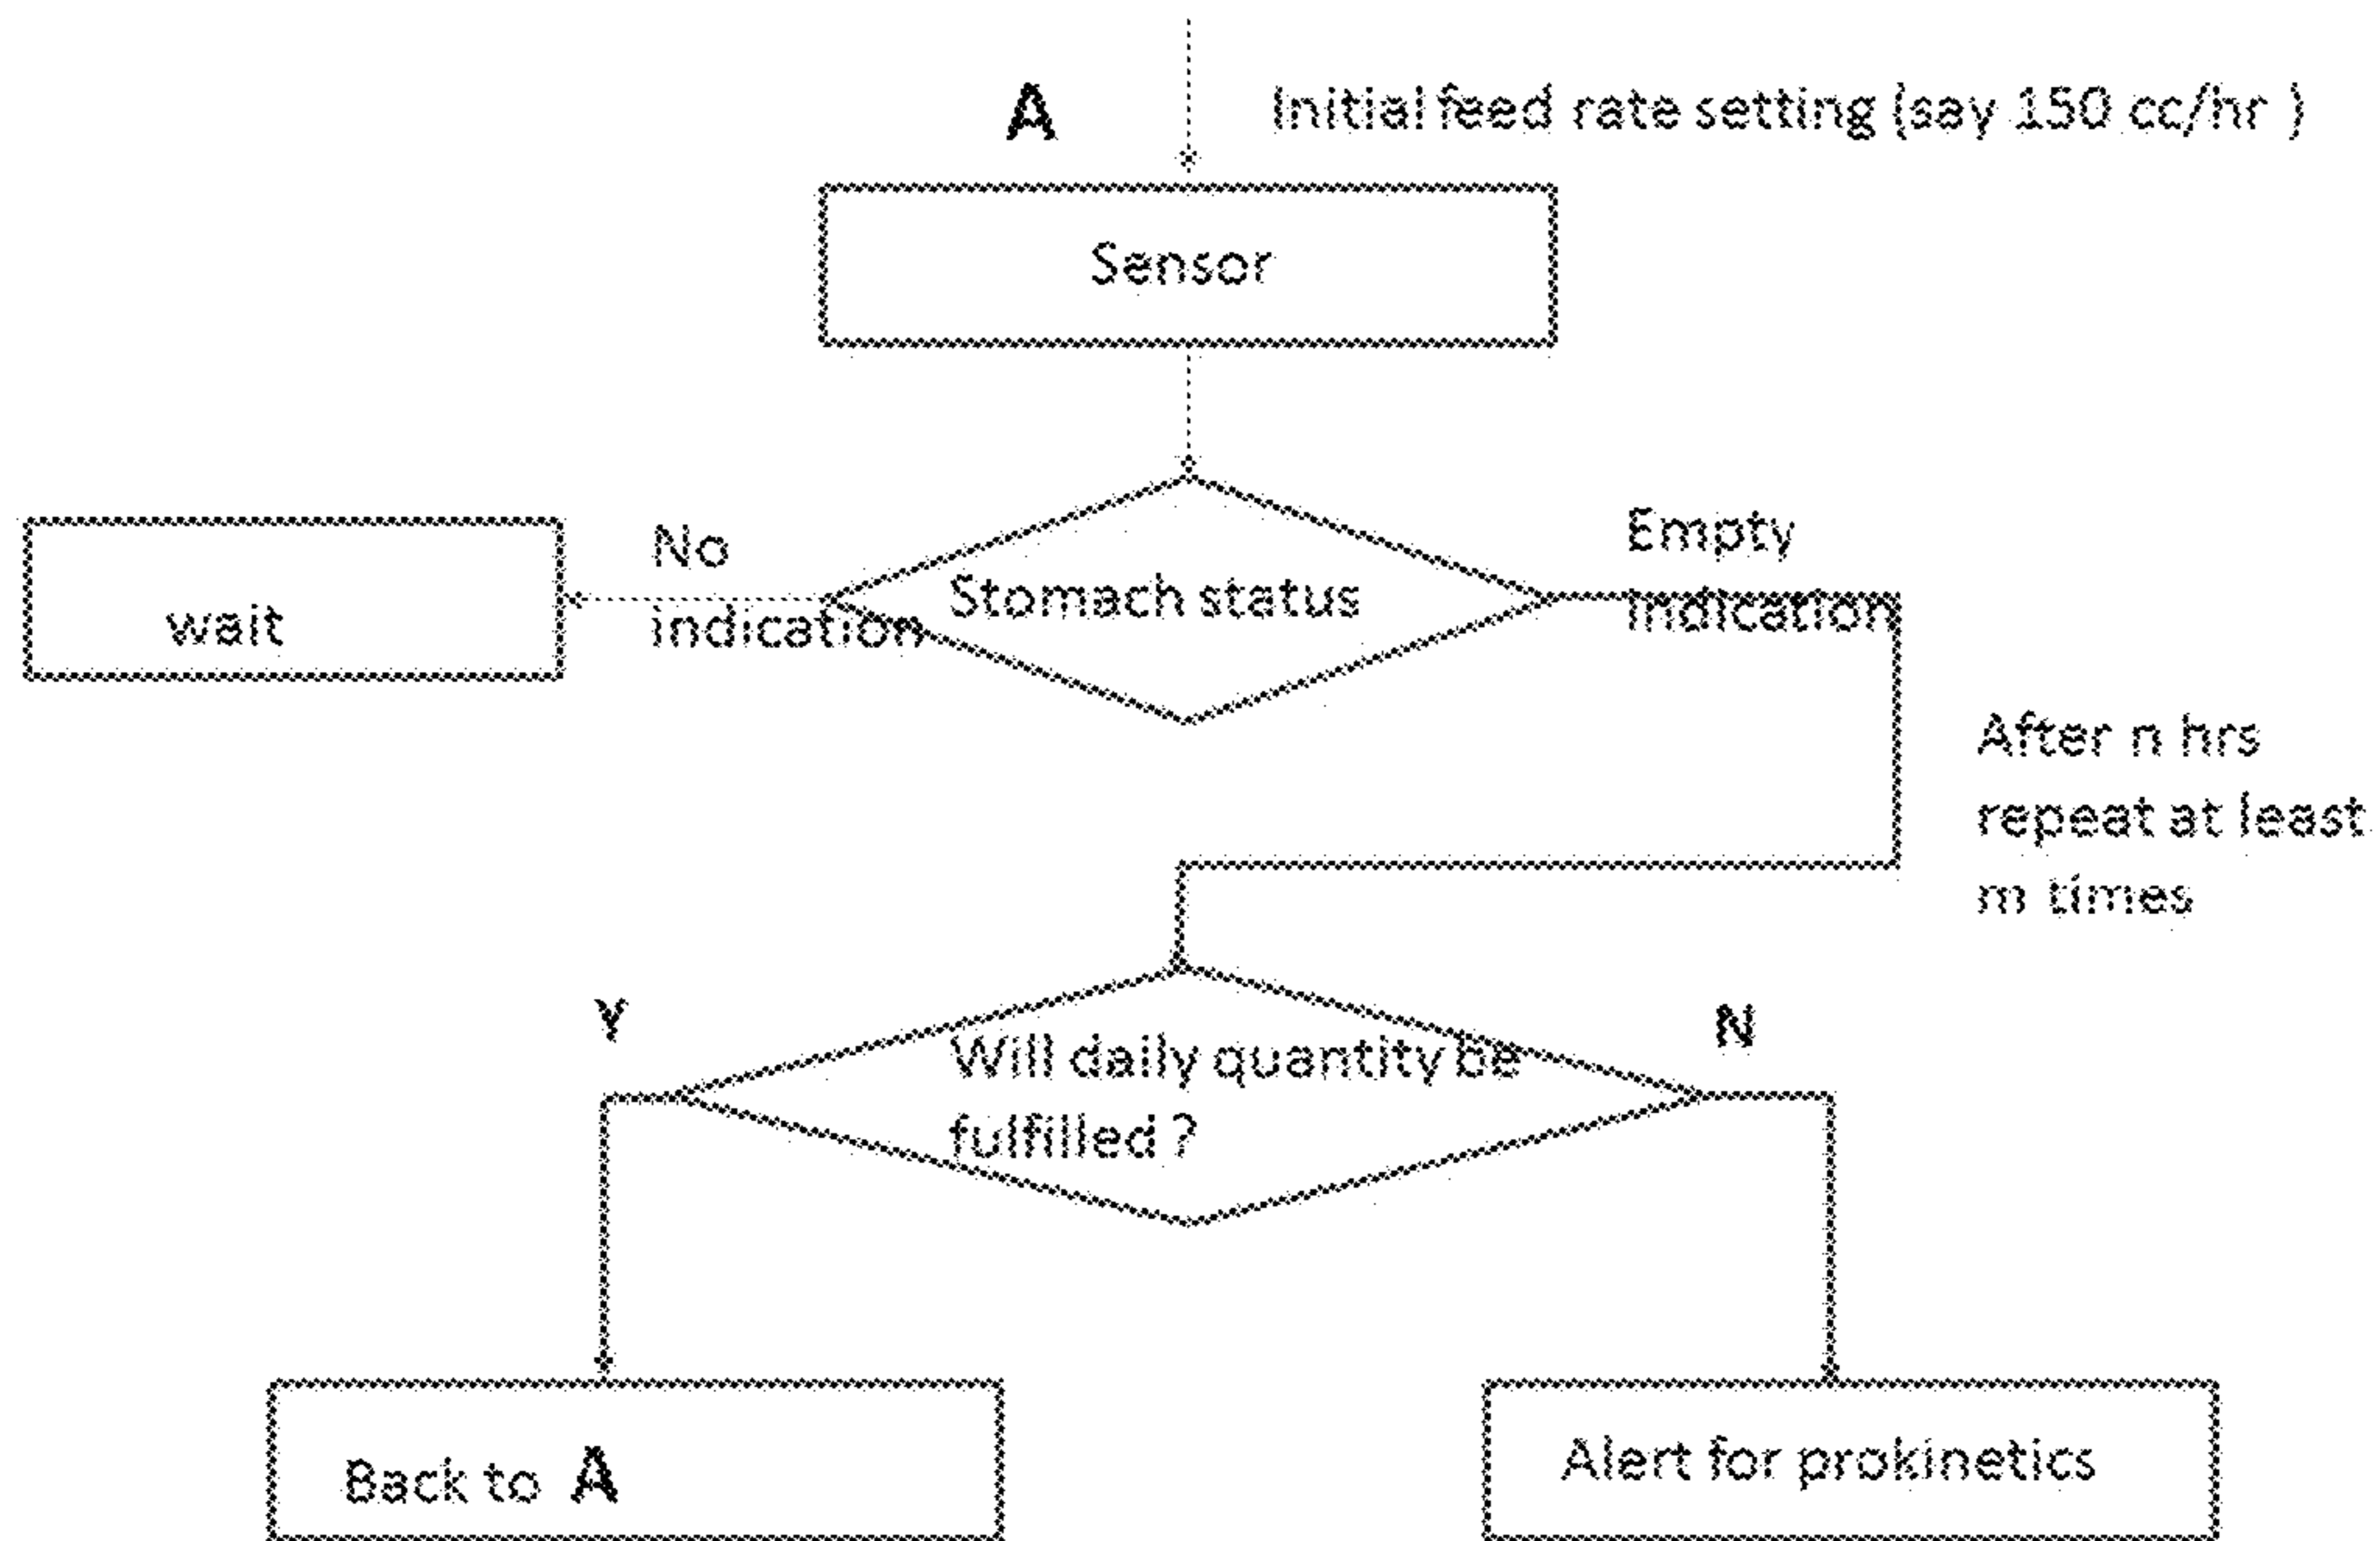 A
Initial feed rate setting (say 150 cc/hr )
Sensor
No
indication
Stomach status
Empty
indication
wait
After n hrs
repeat at least
m times
Y
N
Will daily quantity be
fulfilled ?
Back to A
Alert for prokinetics